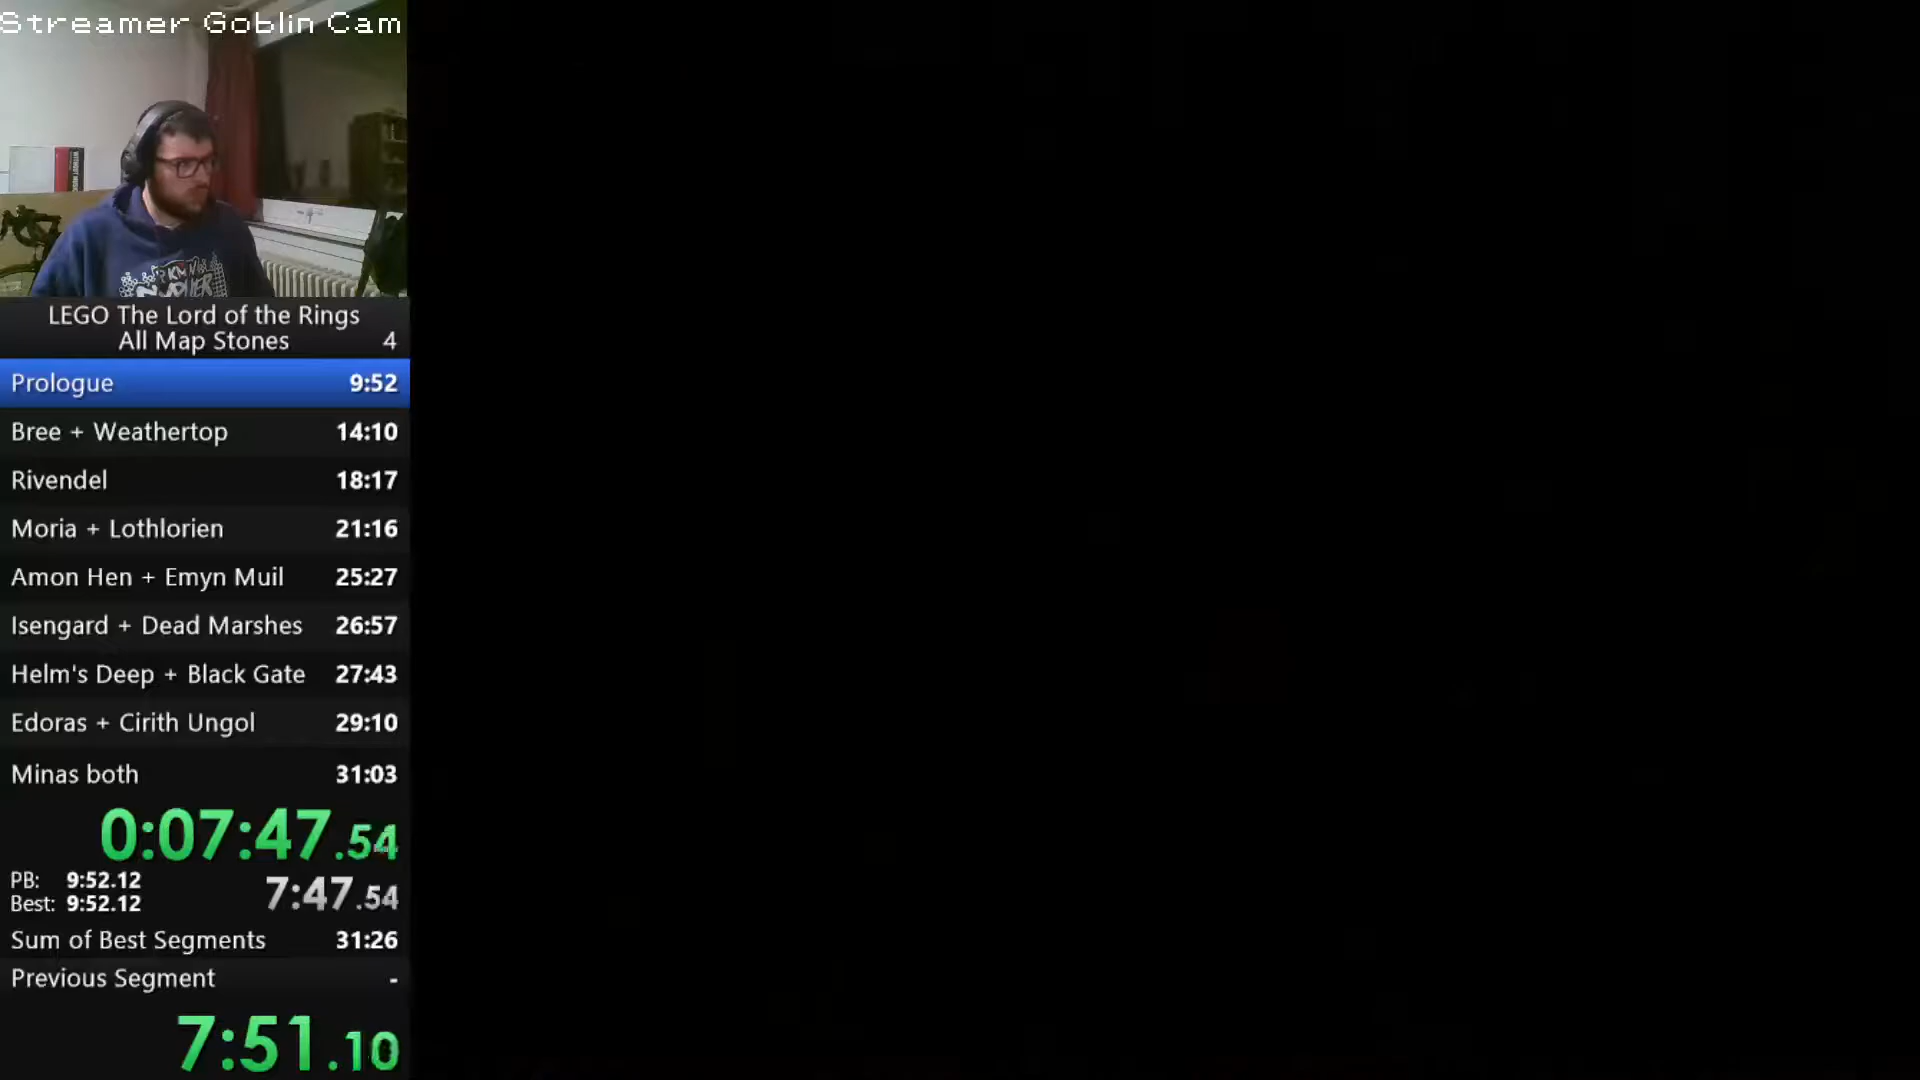 Streamer Goblin Cam
LEGO The Lord of the Rings
All Map Stones 4
Prologue 9:52
Bree + Weathertop 14:10
Rivendel 18:17
Moria + Lothlorien 21:16
Amon Hen + Emyn Muil 25:27
Isengard + Dead Marshes 26:57
Helm's Deep + Black Gate 27:43
Edoras + Cirith Ungol 29:10
Minas both 31:03
0:07:47.54
PB: 9:52.12
Best: 9:52.12
7:47.54
Sum of Best Segments 31:26
Previous Segment -
7:51.10